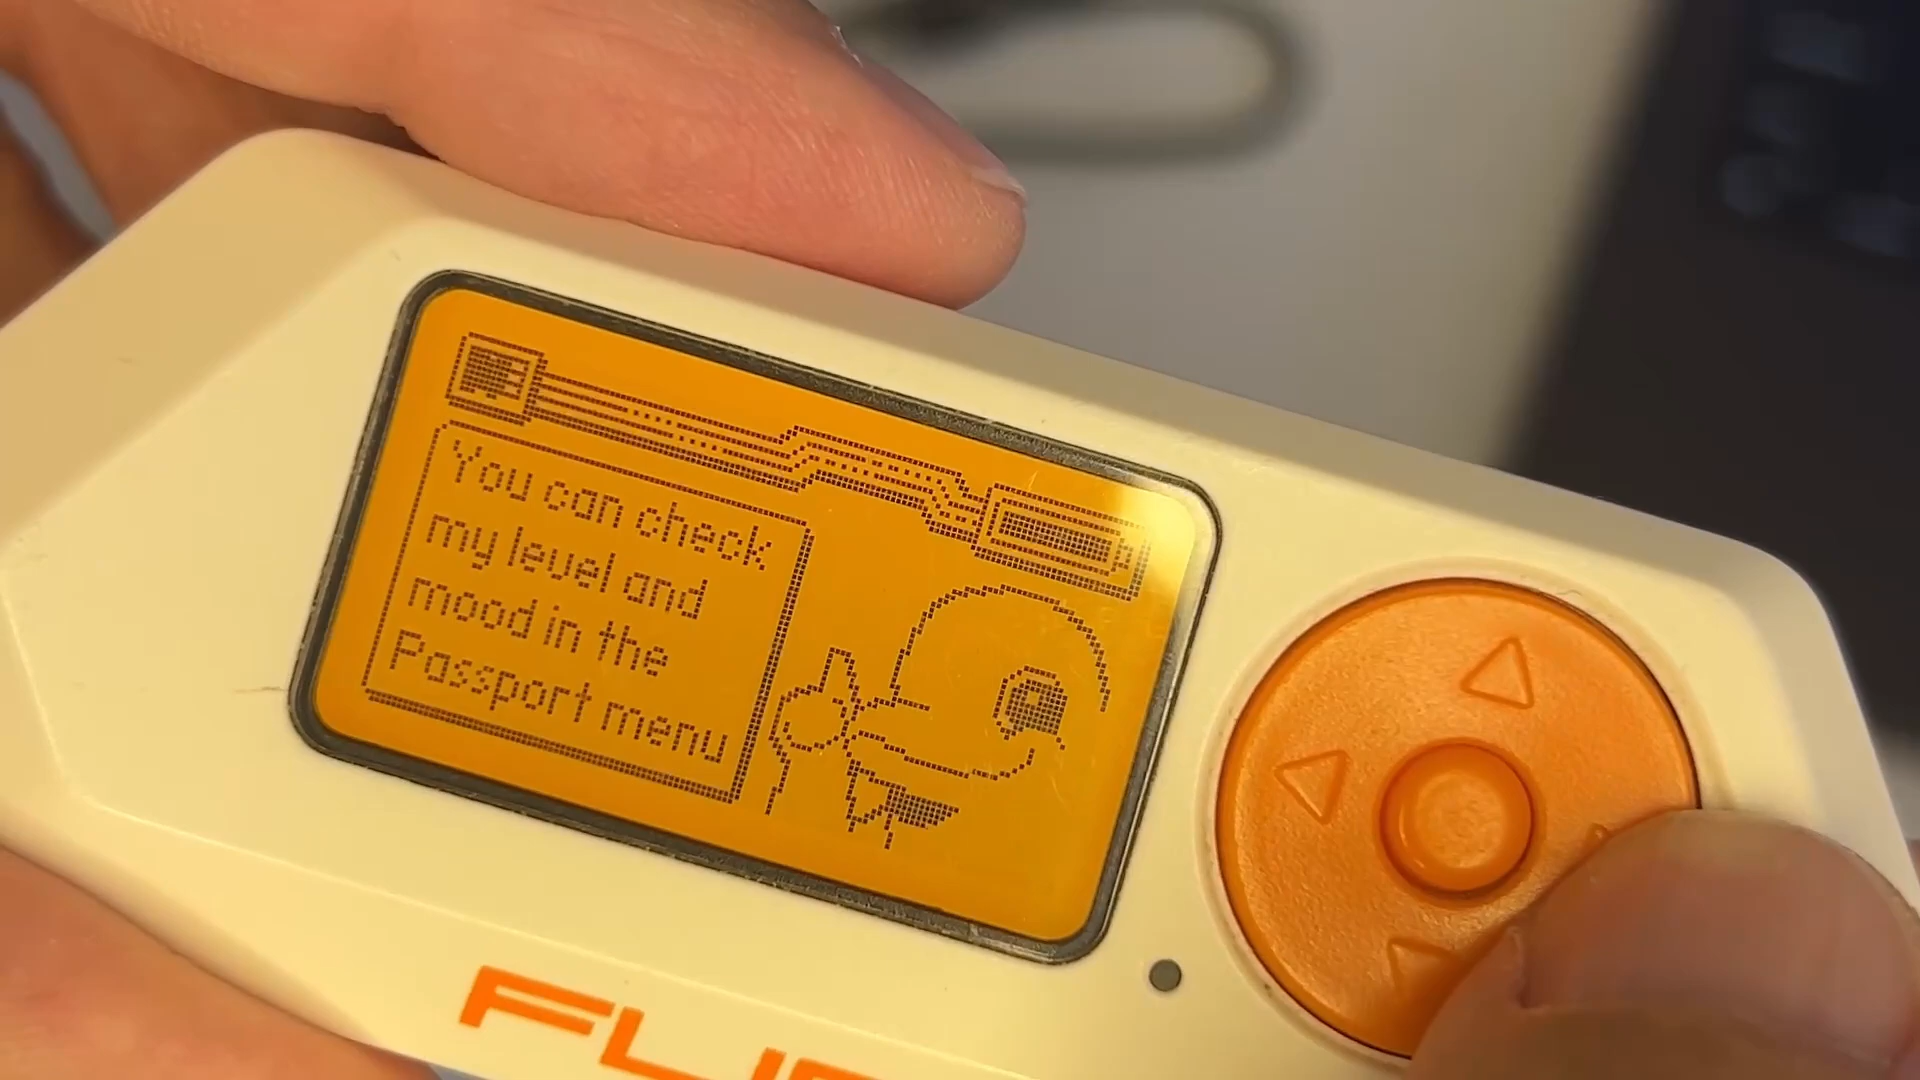 You can check
my level and
mood in the
Passport menu